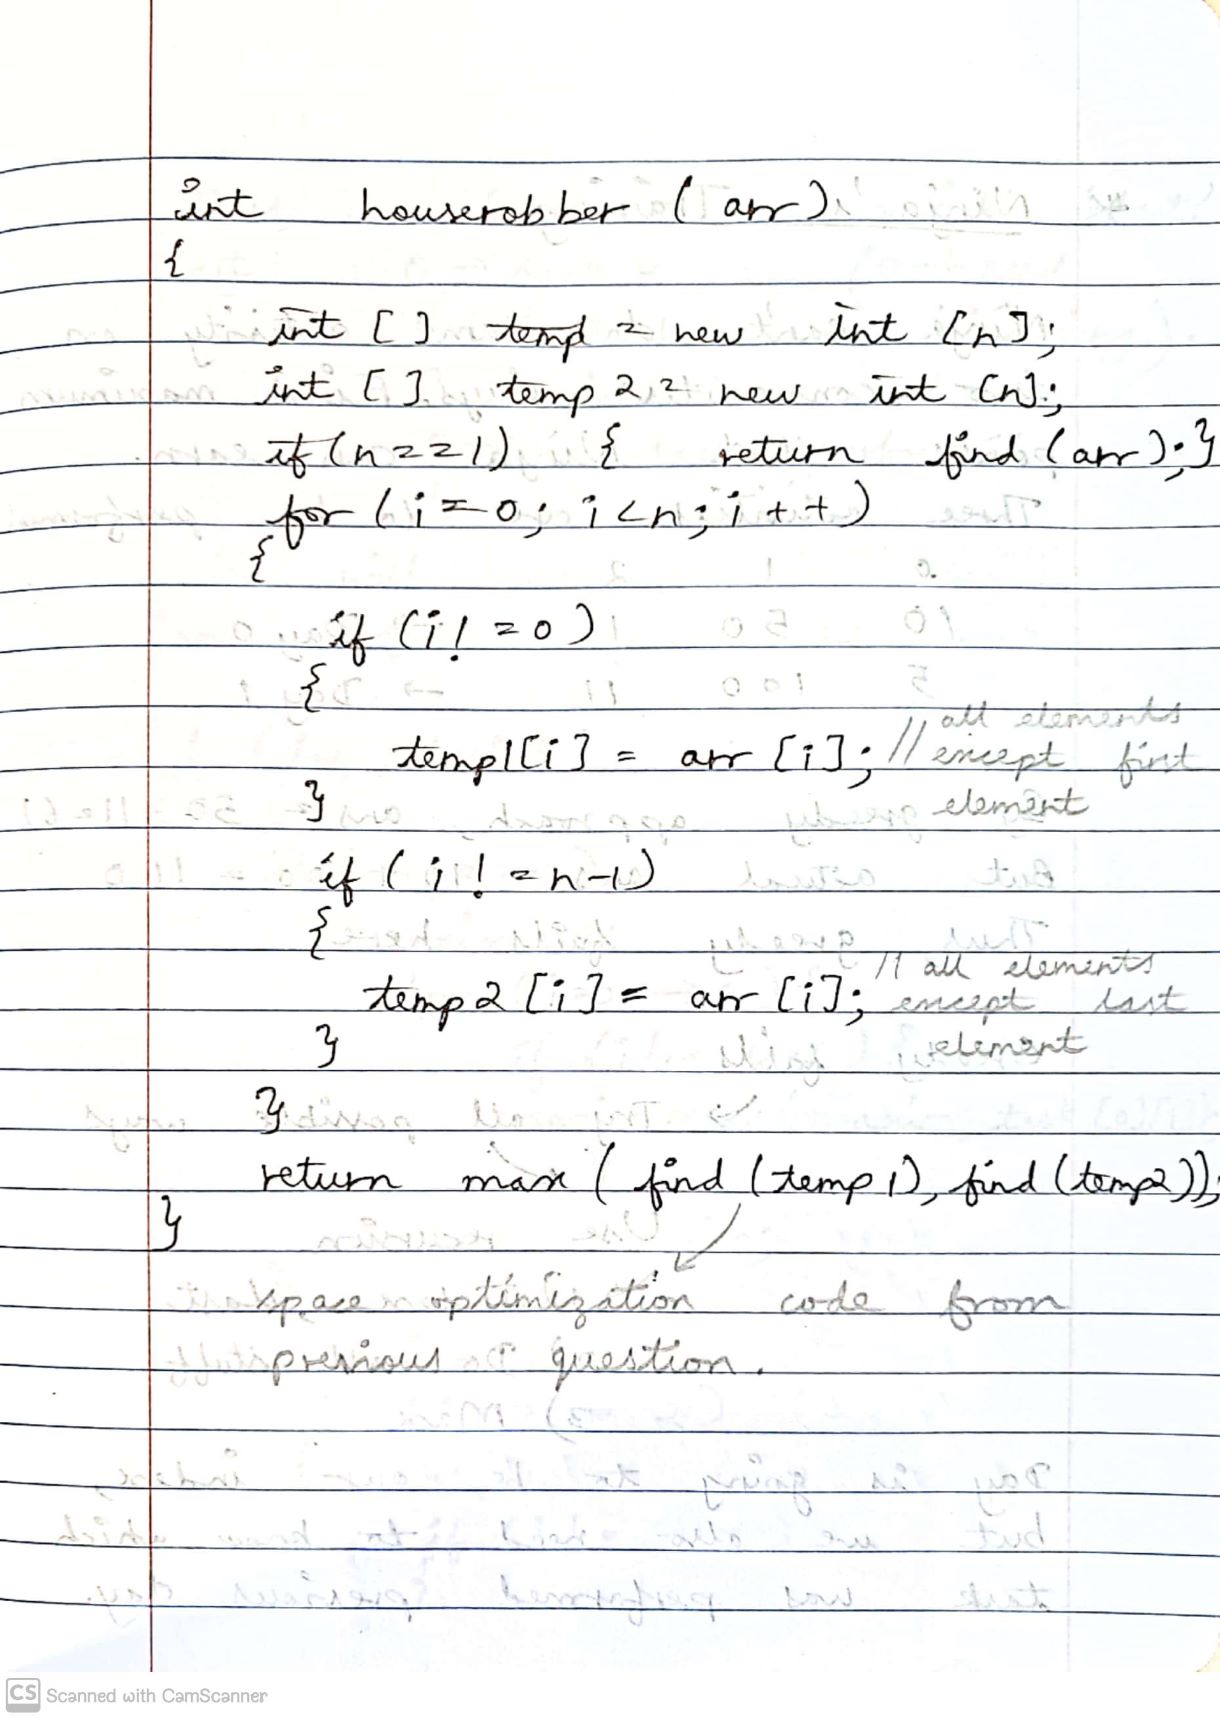 int houserobber (arr)
{
int [] temp = new int [n];
int [] temp2 = new int [n];
if (n==1) { return find (arr); }
for (i=0; i<n; i++)
{
if (i!=0)
{
temp1[i] = arr [i]; // all elements except first element
}
if (i!=n-1)
{
temp2[i] = arr [i]; // all elements except last element
}
}
return max (find (temp1), find (temp2));
}
space optimization code from
previous question.
CS Scanned with CamScanner